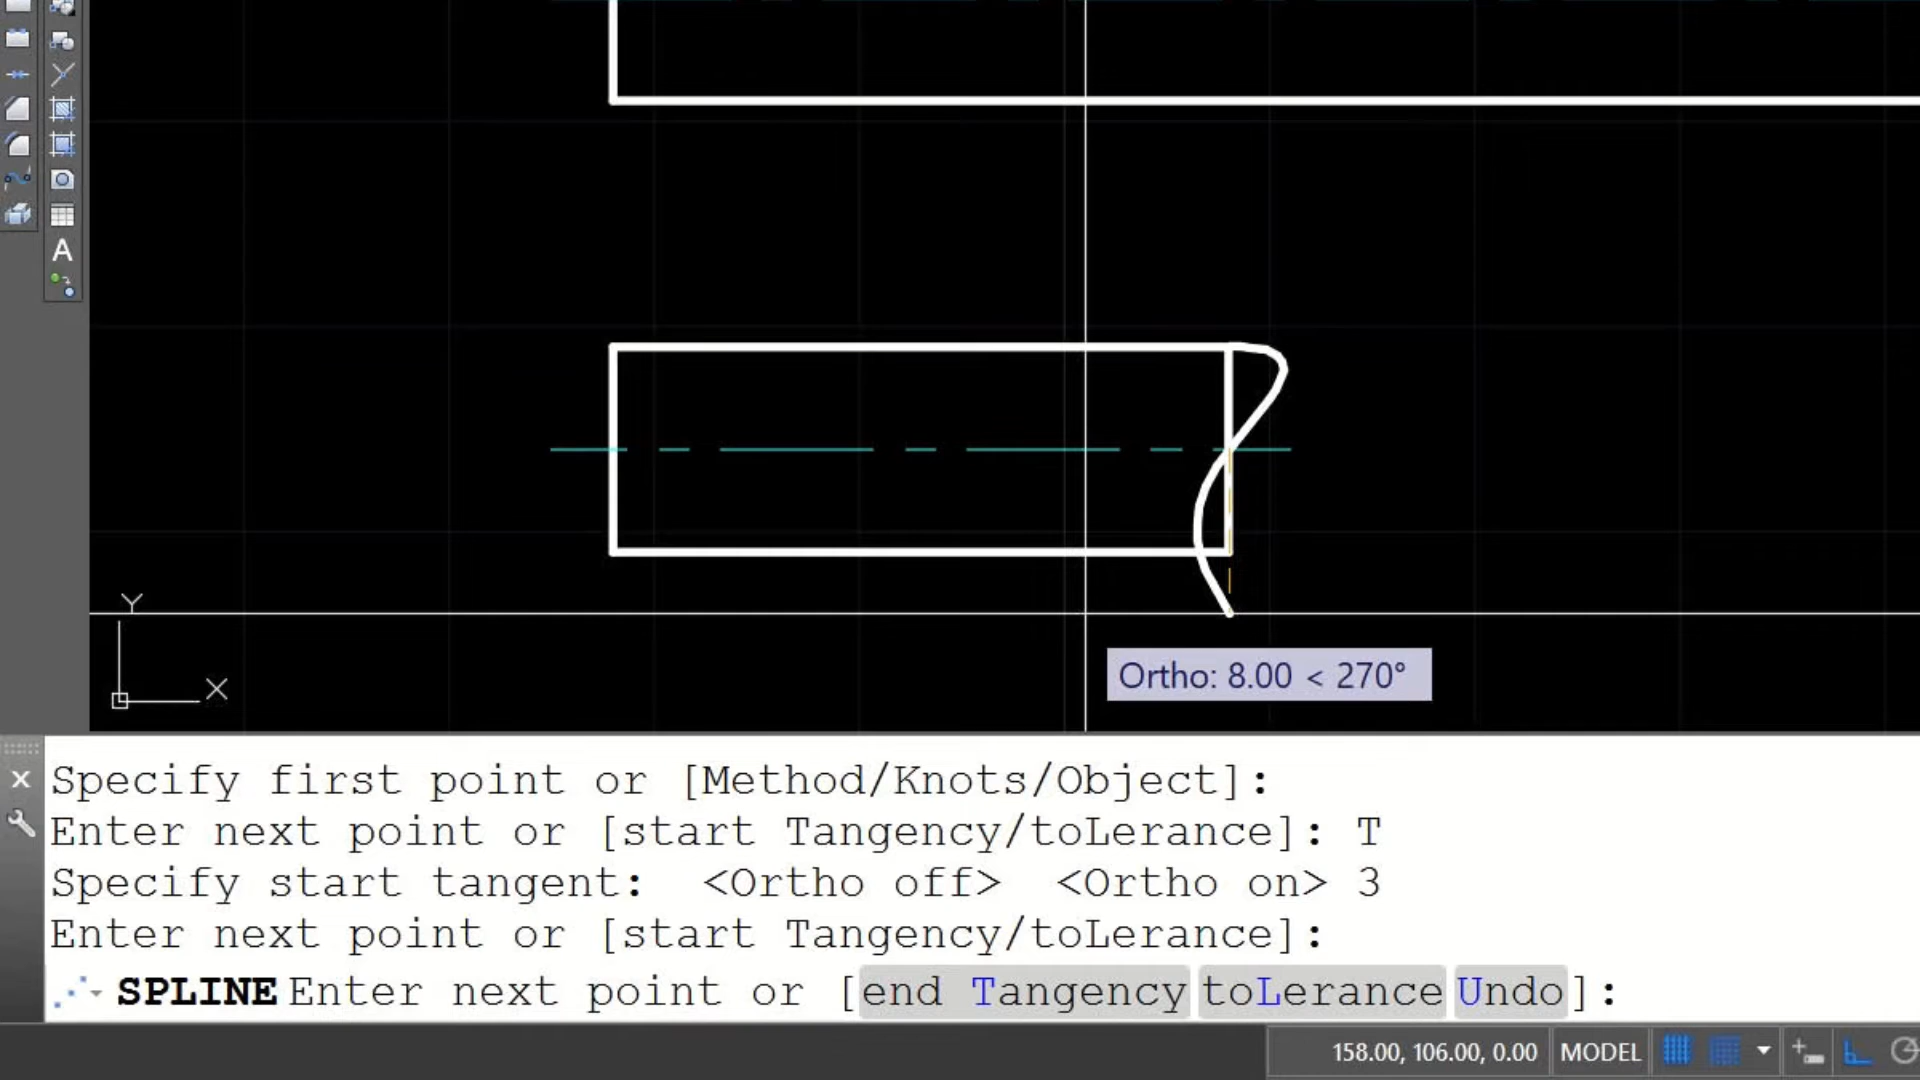 A
Y
X
Ortho: 8.00 < 270°
Specify first point or [Method/Knots/Object]:
Enter next point or [start Tangency/toLerance]: T
Specify start tangent:  <Ortho off>  <Ortho on> 3
Enter next point or [start Tangency/toLerance]:
SPLINE Enter next point or [end Tangency toLerance Undo]:
158.00, 106.00, 0.00 MODEL